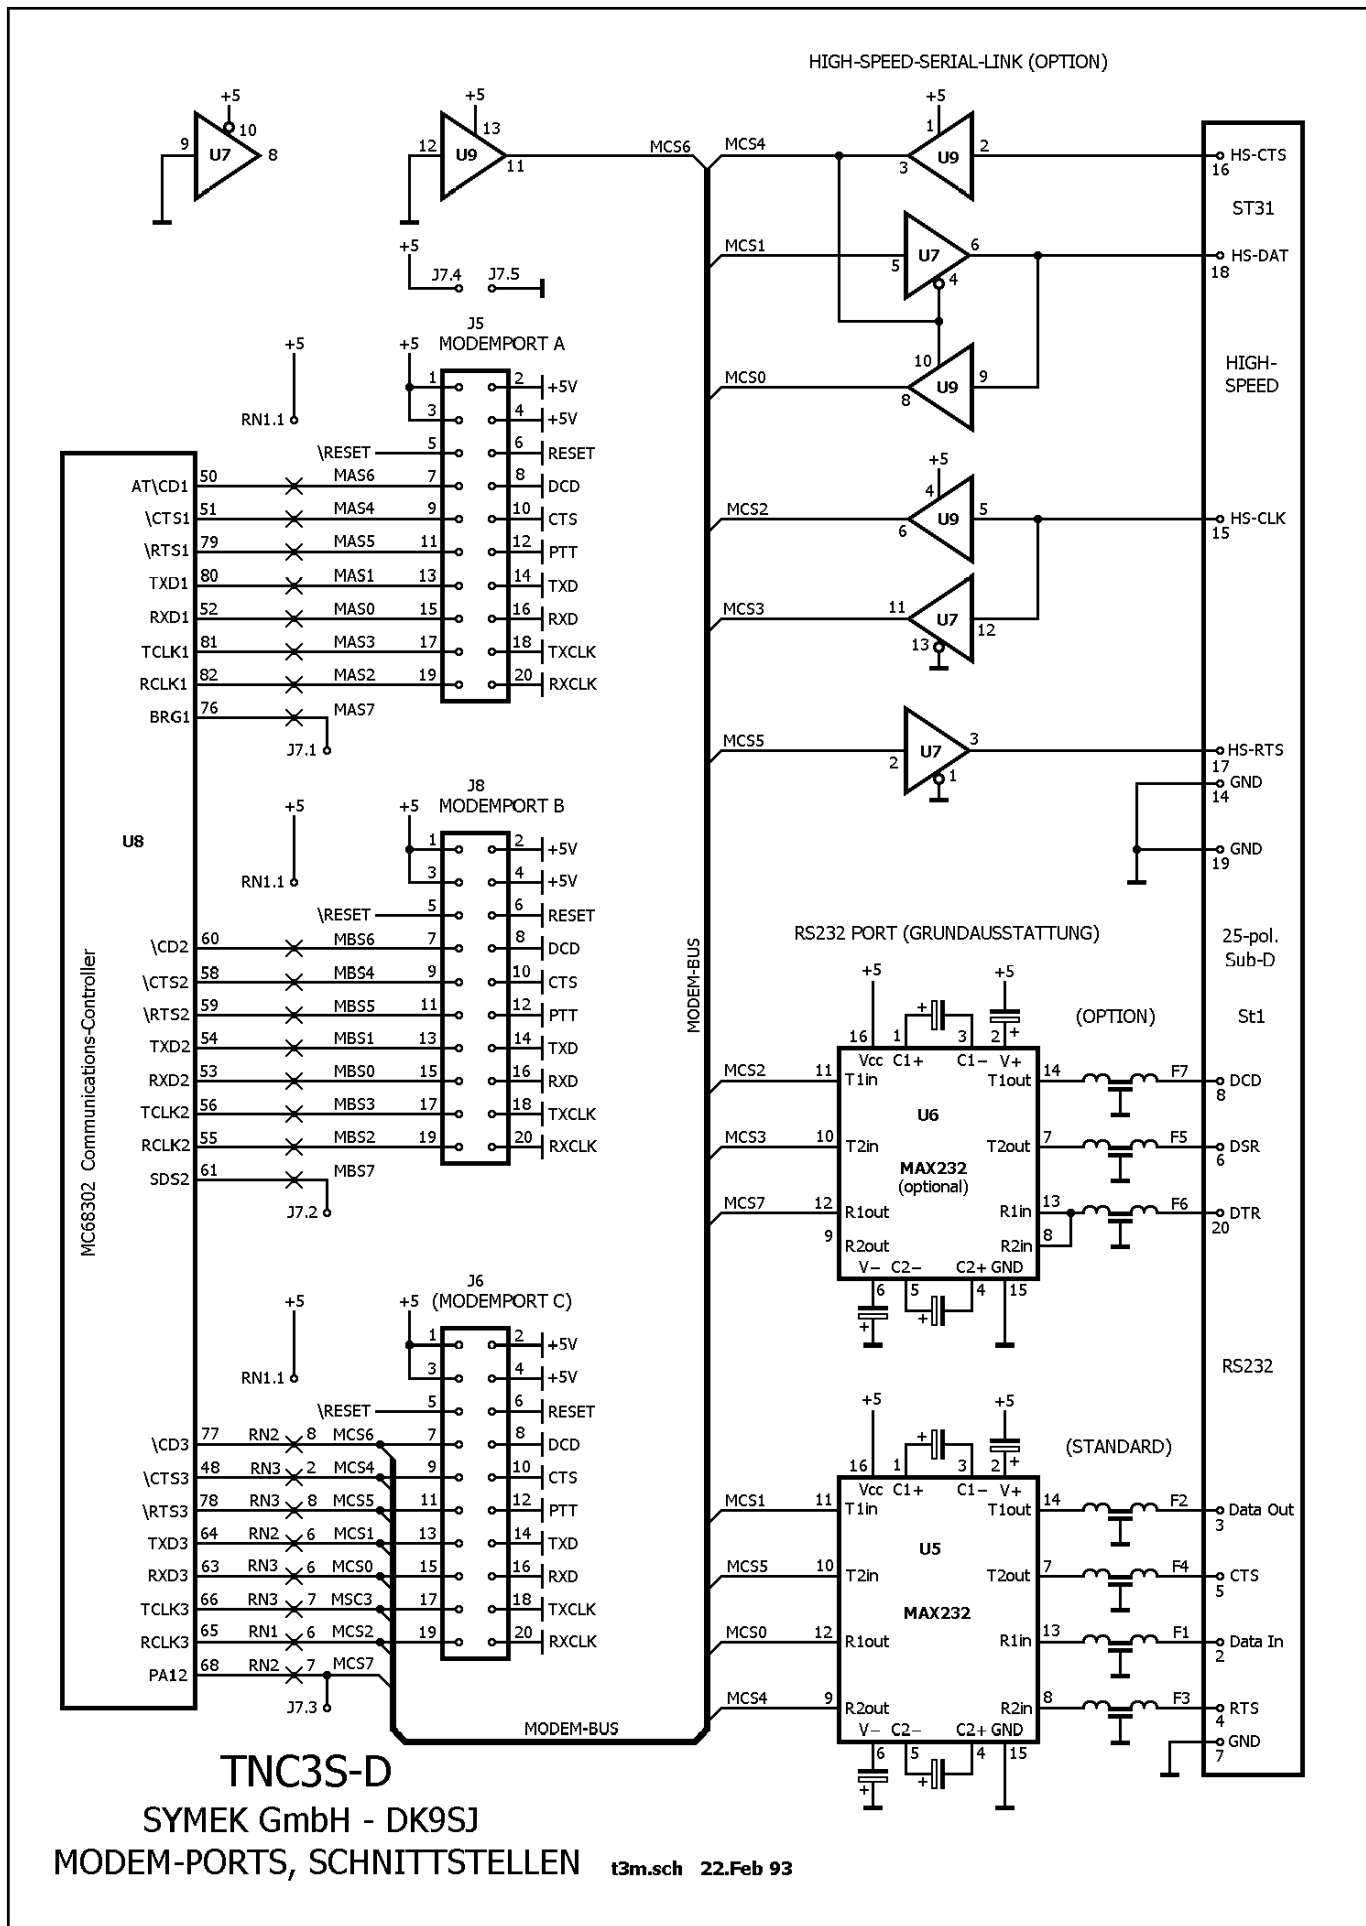 HIGH-SPEED-SERIAL-LINK (OPTION)
+5 +5 +5
9 10 U7 8
12 13 U9 11 MCS6
MCS4 1 3 U9 2 HS-CTS 16
ST31
MCS1 5 U7 6 4 HS-DAT 18
+5 J7.4 J7.5
J5
MODEMPORT A
+5 +5
MCS0 10 8 U9 9
HIGH-
SPEED
1 2 +5V
RN1.1 3 4 +5V
\RESET 5 6 RESET
AT\CD1 50 MAS6 7 8 DCD
\CTS1 51 MAS4 9 10 CTS
\RTS1 79 MAS5 11 12 PTT
TXD1 80 MAS1 13 14 TXD
RXD1 52 MAS0 15 16 RXD
TCLK1 81 MAS3 17 18 TXCLK
RCLK1 82 MAS2 19 20 RXCLK
BRG1 76 MAS7
J7.1
+5
MCS2 4 6 U9 5 HS-CLK 15
MCS3 11 U7 12 13
MCS5 2 U7 3 1 HS-RTS 17
GND 14
GND 19
J8
MODEMPORT B
+5 +5
U8
MC68302 Communications-Controller
1 2 +5V
RN1.1 3 4 +5V
\RESET 5 6 RESET
\CD2 60 MBS6 7 8 DCD
\CTS2 58 MBS4 9 10 CTS
\RTS2 59 MBS5 11 12 PTT
TXD2 54 MBS1 13 14 TXD
RXD2 53 MBS0 15 16 RXD
TCLK2 56 MBS3 17 18 TXCLK
RCLK2 55 MBS2 19 20 RXCLK
SDS2 61 MBS7
J7.2
MODEM-BUS
RS232 PORT (GRUNDAUSSTATTUNG)
25-pol.
Sub-D
St1
+5 +5
(OPTION)
16 1 + 3 2 +
Vcc C1+ C1− V+
MCS2 11 T1in T1out 14 F7 DCD 8
U6
MCS3 10 T2in T2out 7 F5 DSR 6
MAX232
(optional)
MCS7 12 R1out R1in 13 F6 DTR 20
9 R2out R2in 8
V− C2− C2+ GND
6 5 4 15
+ +
J6
(MODEMPORT C)
+5 +5
1 2 +5V
RN1.1 3 4 +5V
\RESET 5 6 RESET
\CD3 77 RN2 8 MCS6 7 8 DCD
\CTS3 48 RN3 2 MCS4 9 10 CTS
\RTS3 78 RN3 8 MCS5 11 12 PTT
TXD3 64 RN2 6 MCS1 13 14 TXD
RXD3 63 RN3 6 MCS0 15 16 RXD
TCLK3 66 RN3 7 MSC3 17 18 TXCLK
RCLK3 65 RN1 6 MCS2 19 20 RXCLK
PA12 68 RN2 7 MCS7
J7.3
MODEM-BUS
RS232
+5 +5
(STANDARD)
16 1 + 3 2 +
Vcc C1+ C1− V+
MCS1 11 T1in T1out 14 F2 Data Out 3
U5
MCS5 10 T2in T2out 7 F4 CTS 5
MAX232
MCS0 12 R1out R1in 13 F1 Data In 2
MCS4 9 R2out R2in 8 F3 RTS 4
V− C2− C2+ GND
6 5 4 15
+ +
GND 7
TNC3S-D
SYMEK GmbH - DK9SJ
MODEM-PORTS, SCHNITTSTELLEN t3m.sch 22.Feb 93